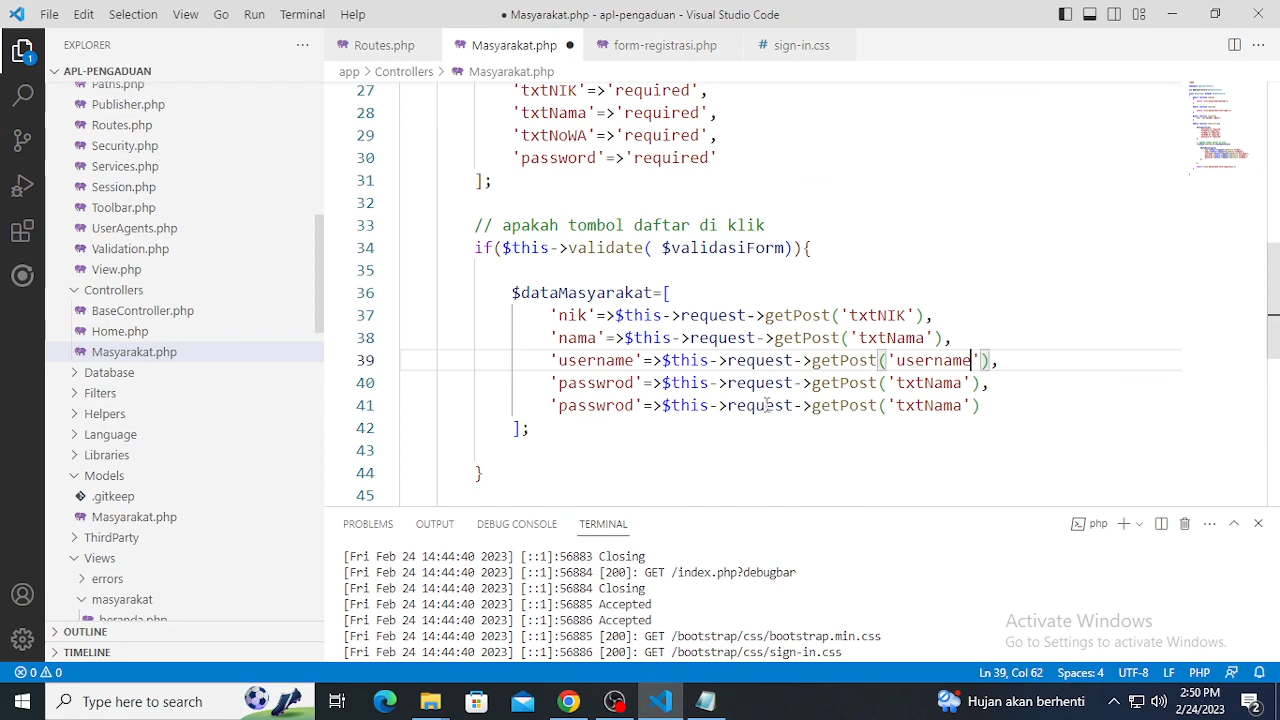 File Edit Selection View Go Run Terminal Help
● Masyarakat.php - apl-pengaduan - Visual Studio Code
EXPLORER
APL-PENGADUAN
Paths.php
Publisher.php
Routes.php
Security.php
Services.php
Session.php
Toolbar.php
UserAgents.php
Validation.php
View.php
Controllers
BaseController.php
Home.php
Masyarakat.php
Database
Filters
Helpers
Language
Libraries
Models
.gitkeep
Masyarakat.php
ThirdParty
Views
errors
masyarakat
beranda.php
OUTLINE
TIMELINE
1
Routes.php Masyarakat.php ● form-registrasi.php # sign-in.css
app > Controllers > Masyarakat.php
27 'txtNIK'=>'required',
28 'txtNama'=>'required',
29 'txtNoWA'=>'required',
30 'password'=>'required'
31 ];
32
33 // apakah tombol daftar di klik
34 if($this->validate( $validasiForm)){
35
36 $dataMasyarakat=[
37 'nik'=>$this->request->getPost('txtNIK'),
38 'nama'=>$this->request->getPost('txtNama'),
39 'username'=>$this->request->getPost('username'),
40 'passwrod'=>$this->request->getPost('txtNama'),
41 'passwrod'=>$this->request->getPost('txtNama')
42 ];
43
44 }
45
PROBLEMS OUTPUT DEBUG CONSOLE TERMINAL
php
[Fri Feb 24 14:44:40 2023] [::1]:56883 Closing
[Fri Feb 24 14:44:40 2023] [::1]:56884 [200]: GET /index.php?debugbar
[Fri Feb 24 14:44:40 2023] [::1]:56884 Closing
[Fri Feb 24 14:44:40 2023] [::1]:56885 Accepted
[Fri Feb 24 14:44:40 2023] [::1]:56886 Accepted
[Fri Feb 24 14:44:40 2023] [::1]:56885 [200]: GET /bootstrap/css/bootstrap.min.css
[Fri Feb 24 14:44:40 2023] [::1]:56886 [200]: GET /bootstrap/css/sign-in.css
Activate Windows
Go to Settings to activate Windows.
0 0
Ln 39, Col 62 Spaces: 4 UTF-8 LF PHP
Type here to search
Hujan akan berhenti
2:50 PM
2/24/2023
2